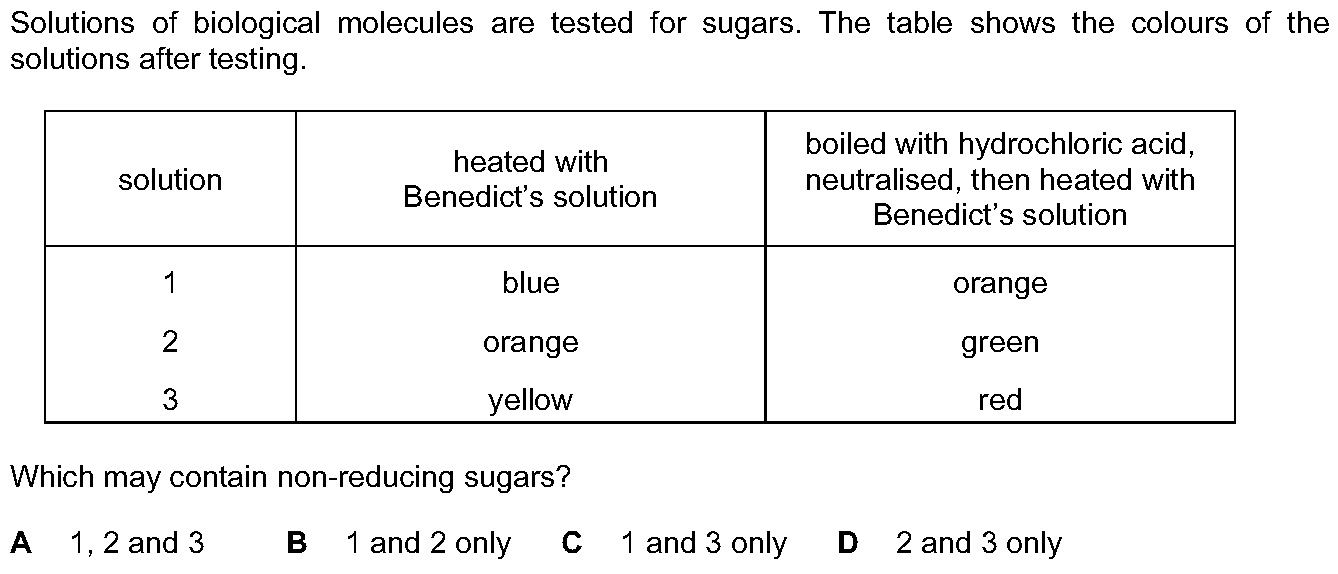 Solutions of biological molecules are tested for sugars. The table shows the colours of the
solutions after testing.
solution
heated with
Benedict's solution
boiled with hydrochloric acid,
neutralised, then heated with
Benedict's solution
1 blue orange
2 orange green
3 yellow red
Which may contain non-reducing sugars?
A 1, 2 and 3 B 1 and 2 only C 1 and 3 only D 2 and 3 only